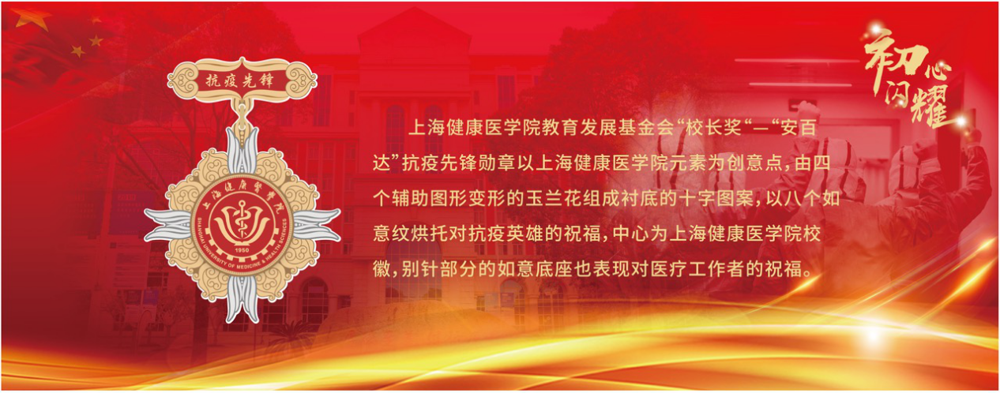 抗疫先锋
上海健康医学院
1950
SHANGHAI UNIVERSITY OF MEDICINE & HEALTH SCIENCES
初心
闪耀
上海健康医学院教育发展基金会“校长奖“—“安百
达”抗疫先锋勋章以上海健康医学院元素为创意点，由四
个辅助图形变形的玉兰花组成衬底的十字图案，以八个如
意纹烘托对抗疫英雄的祝福，中心为上海健康医学院校
徽，别针部分的如意底座也表现对医疗工作者的祝福。